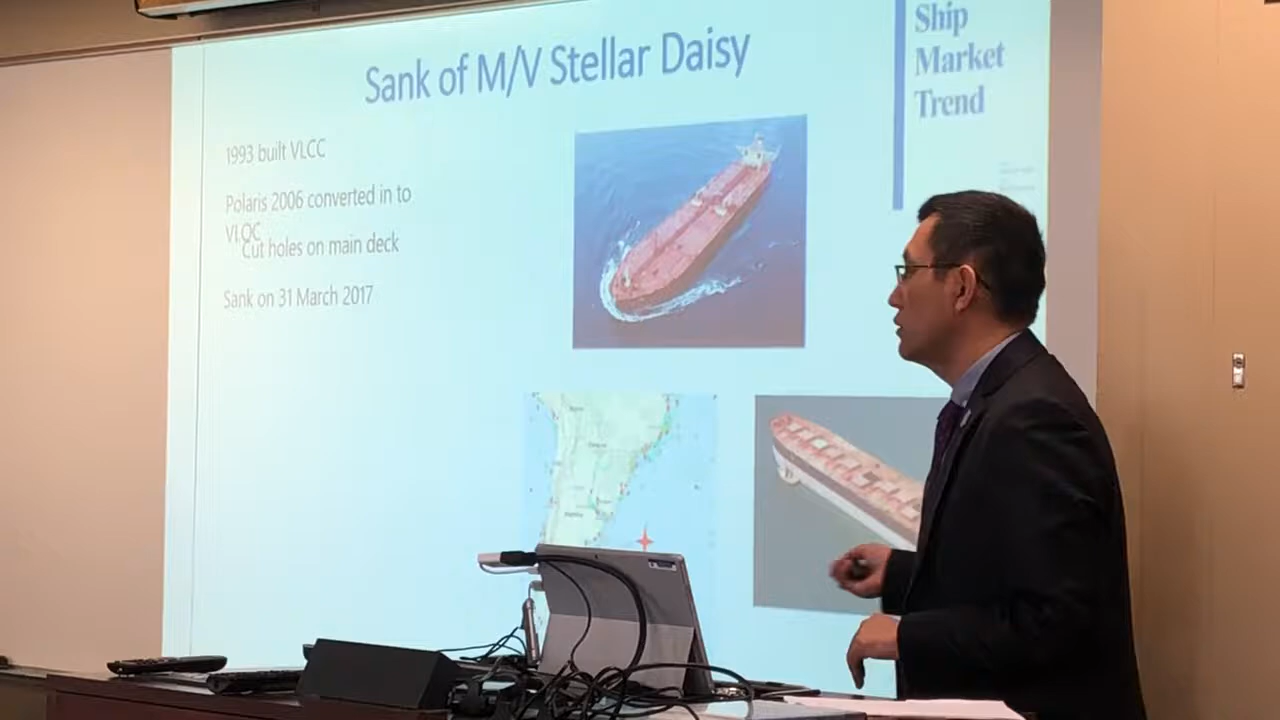 Sank of M/V Stellar Daisy
Ship
Market
Trend
1993 built VLCC
Polaris 2006 converted in to
VLOC
Cut holes on main deck
Sank on 31 March 2017